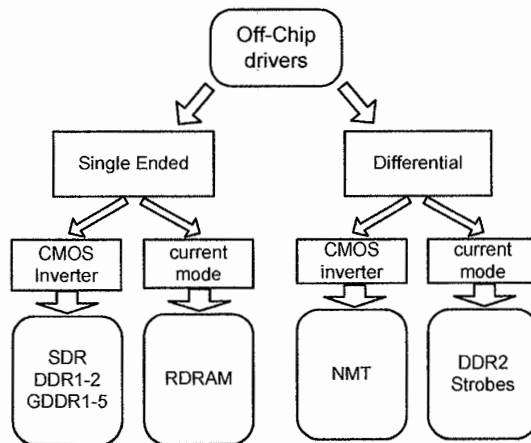 Off-Chip
drivers
Single Ended
Differential
CMOS
Inverter
current
mode
CMOS
inverter
current
mode
SDR
DDR1-2
GDDR1-5
RDRAM
NMT
DDR2
Strobes